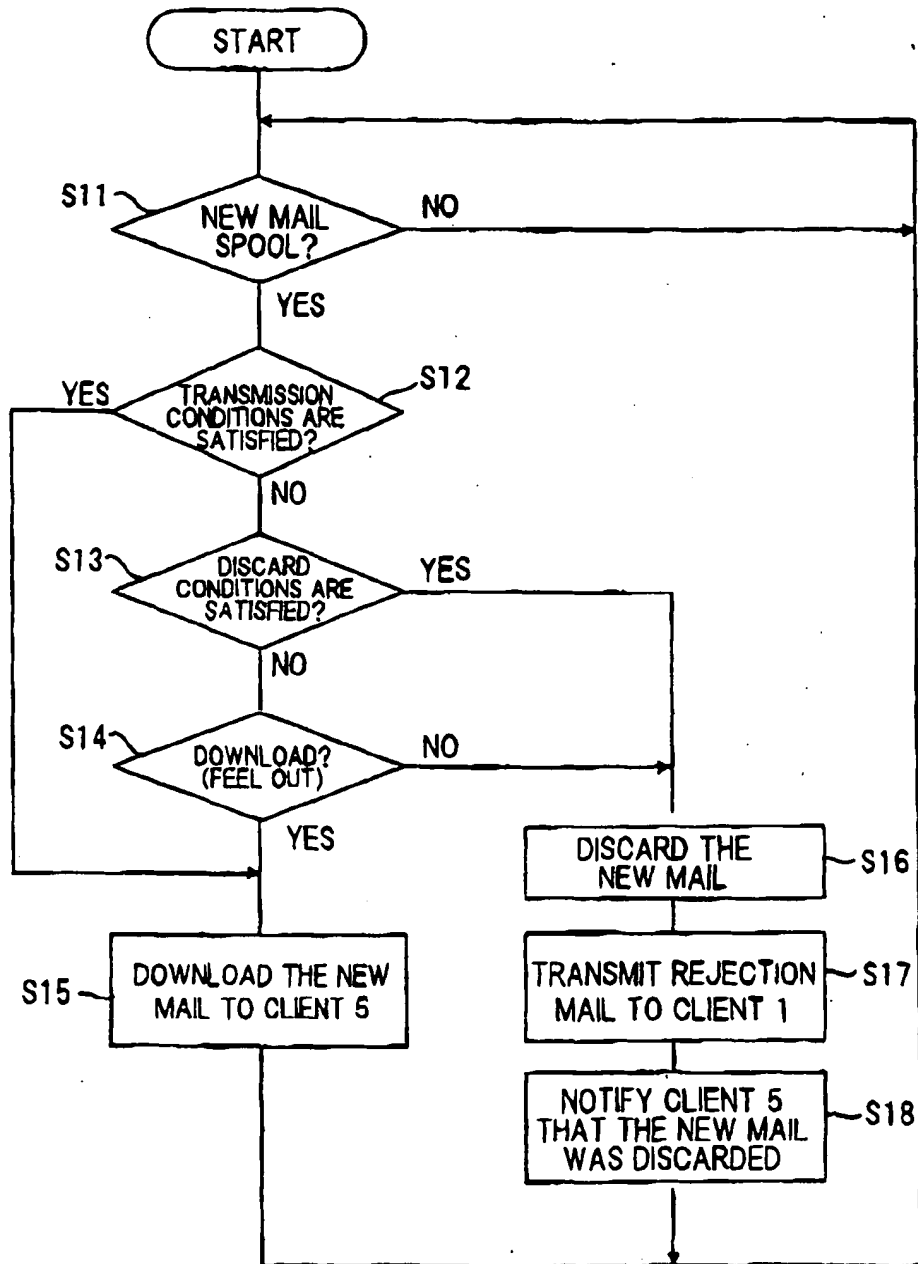 START
S11
NEW MAIL
SPOOL?
NO
YES
YES
TRANSMISSION
CONDITIONS ARE
SATISFIED?
S12
NO
S13
DISCARD
CONDITIONS ARE
SATISFIED?
YES
NO
S14
DOWNLOAD?
(FEEL OUT)
NO
YES
DISCARD THE
NEW MAIL
S16
S15
DOWNLOAD THE NEW
MAIL TO CLIENT 5
TRANSMIT REJECTION
MAIL TO CLIENT 1
S17
NOTIFY CLIENT 5
THAT THE NEW MAIL
WAS DISCARDED
S18